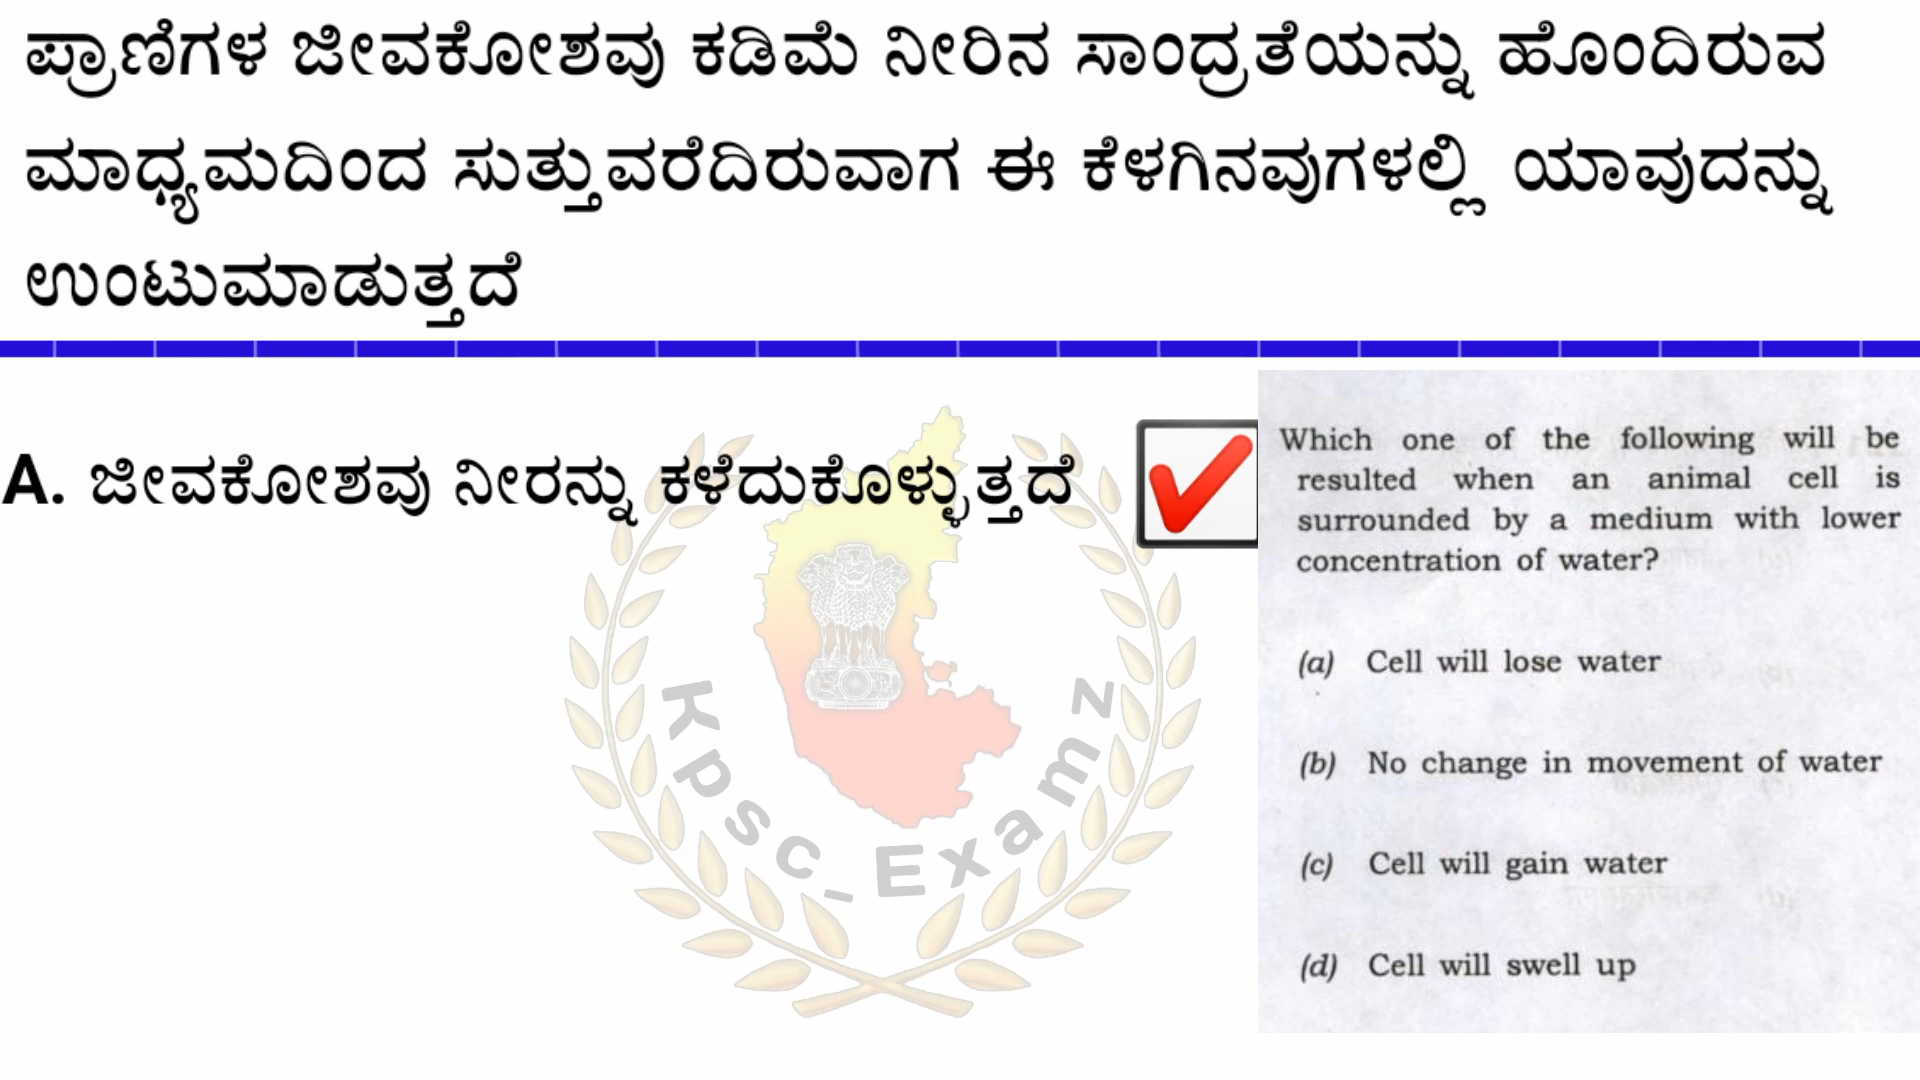 ಪ್ರಾಣಿಗಳ ಜೀವಕೋಶವು ಕಡಿಮೆ ನೀರಿನ ಸಾಂದ್ರತೆಯನ್ನು ಹೊಂದಿರುವ
ಮಾಧ್ಯಮದಿಂದ ಸುತ್ತುವರೆದಿರುವಾಗ ಈ ಕೆಳಗಿನವುಗಳಲ್ಲಿ ಯಾವುದನ್ನು
ಉಂಟುಮಾಡುತ್ತದೆ
A. ಜೀವಕೋಶವು ನೀರನ್ನು ಕಳೆದುಕೊಳ್ಳುತ್ತದೆ
Kpsc_Examz
Which one of the following will be
resulted when an animal cell is
surrounded by a medium with lower
concentration of water?
(a) Cell will lose water
(b) No change in movement of water
(c) Cell will gain water
(d) Cell will swell up